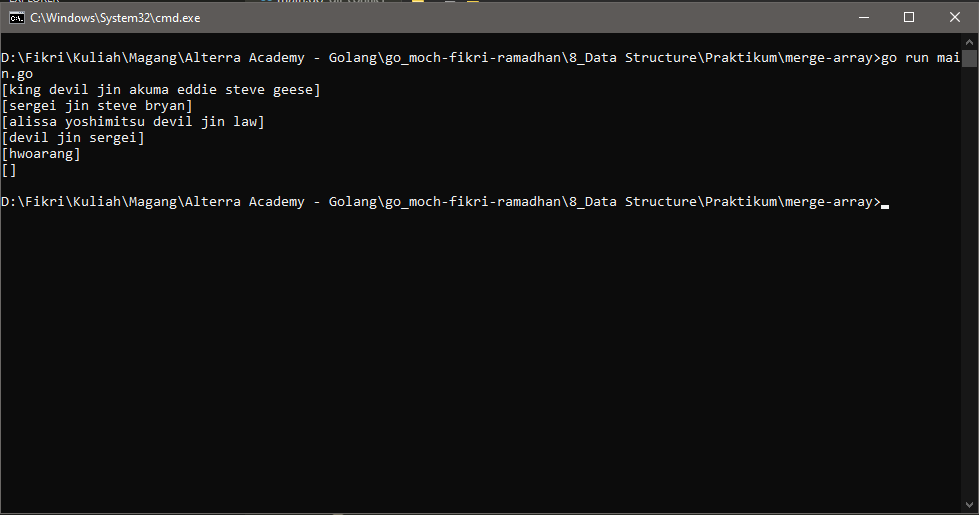 C:\Windows\System32\cmd.exe
D:\Fikri\Kuliah\Magang\Alterra Academy - Golang\go_moch-fikri-ramadhan\8_Data Structure\Praktikum\merge-array>go run mai
n.go
[king devil jin akuma eddie steve geese]
[sergei jin steve bryan]
[alissa yoshimitsu devil jin law]
[devil jin sergei]
[hwoarang]
[]
D:\Fikri\Kuliah\Magang\Alterra Academy - Golang\go_moch-fikri-ramadhan\8_Data Structure\Praktikum\merge-array>